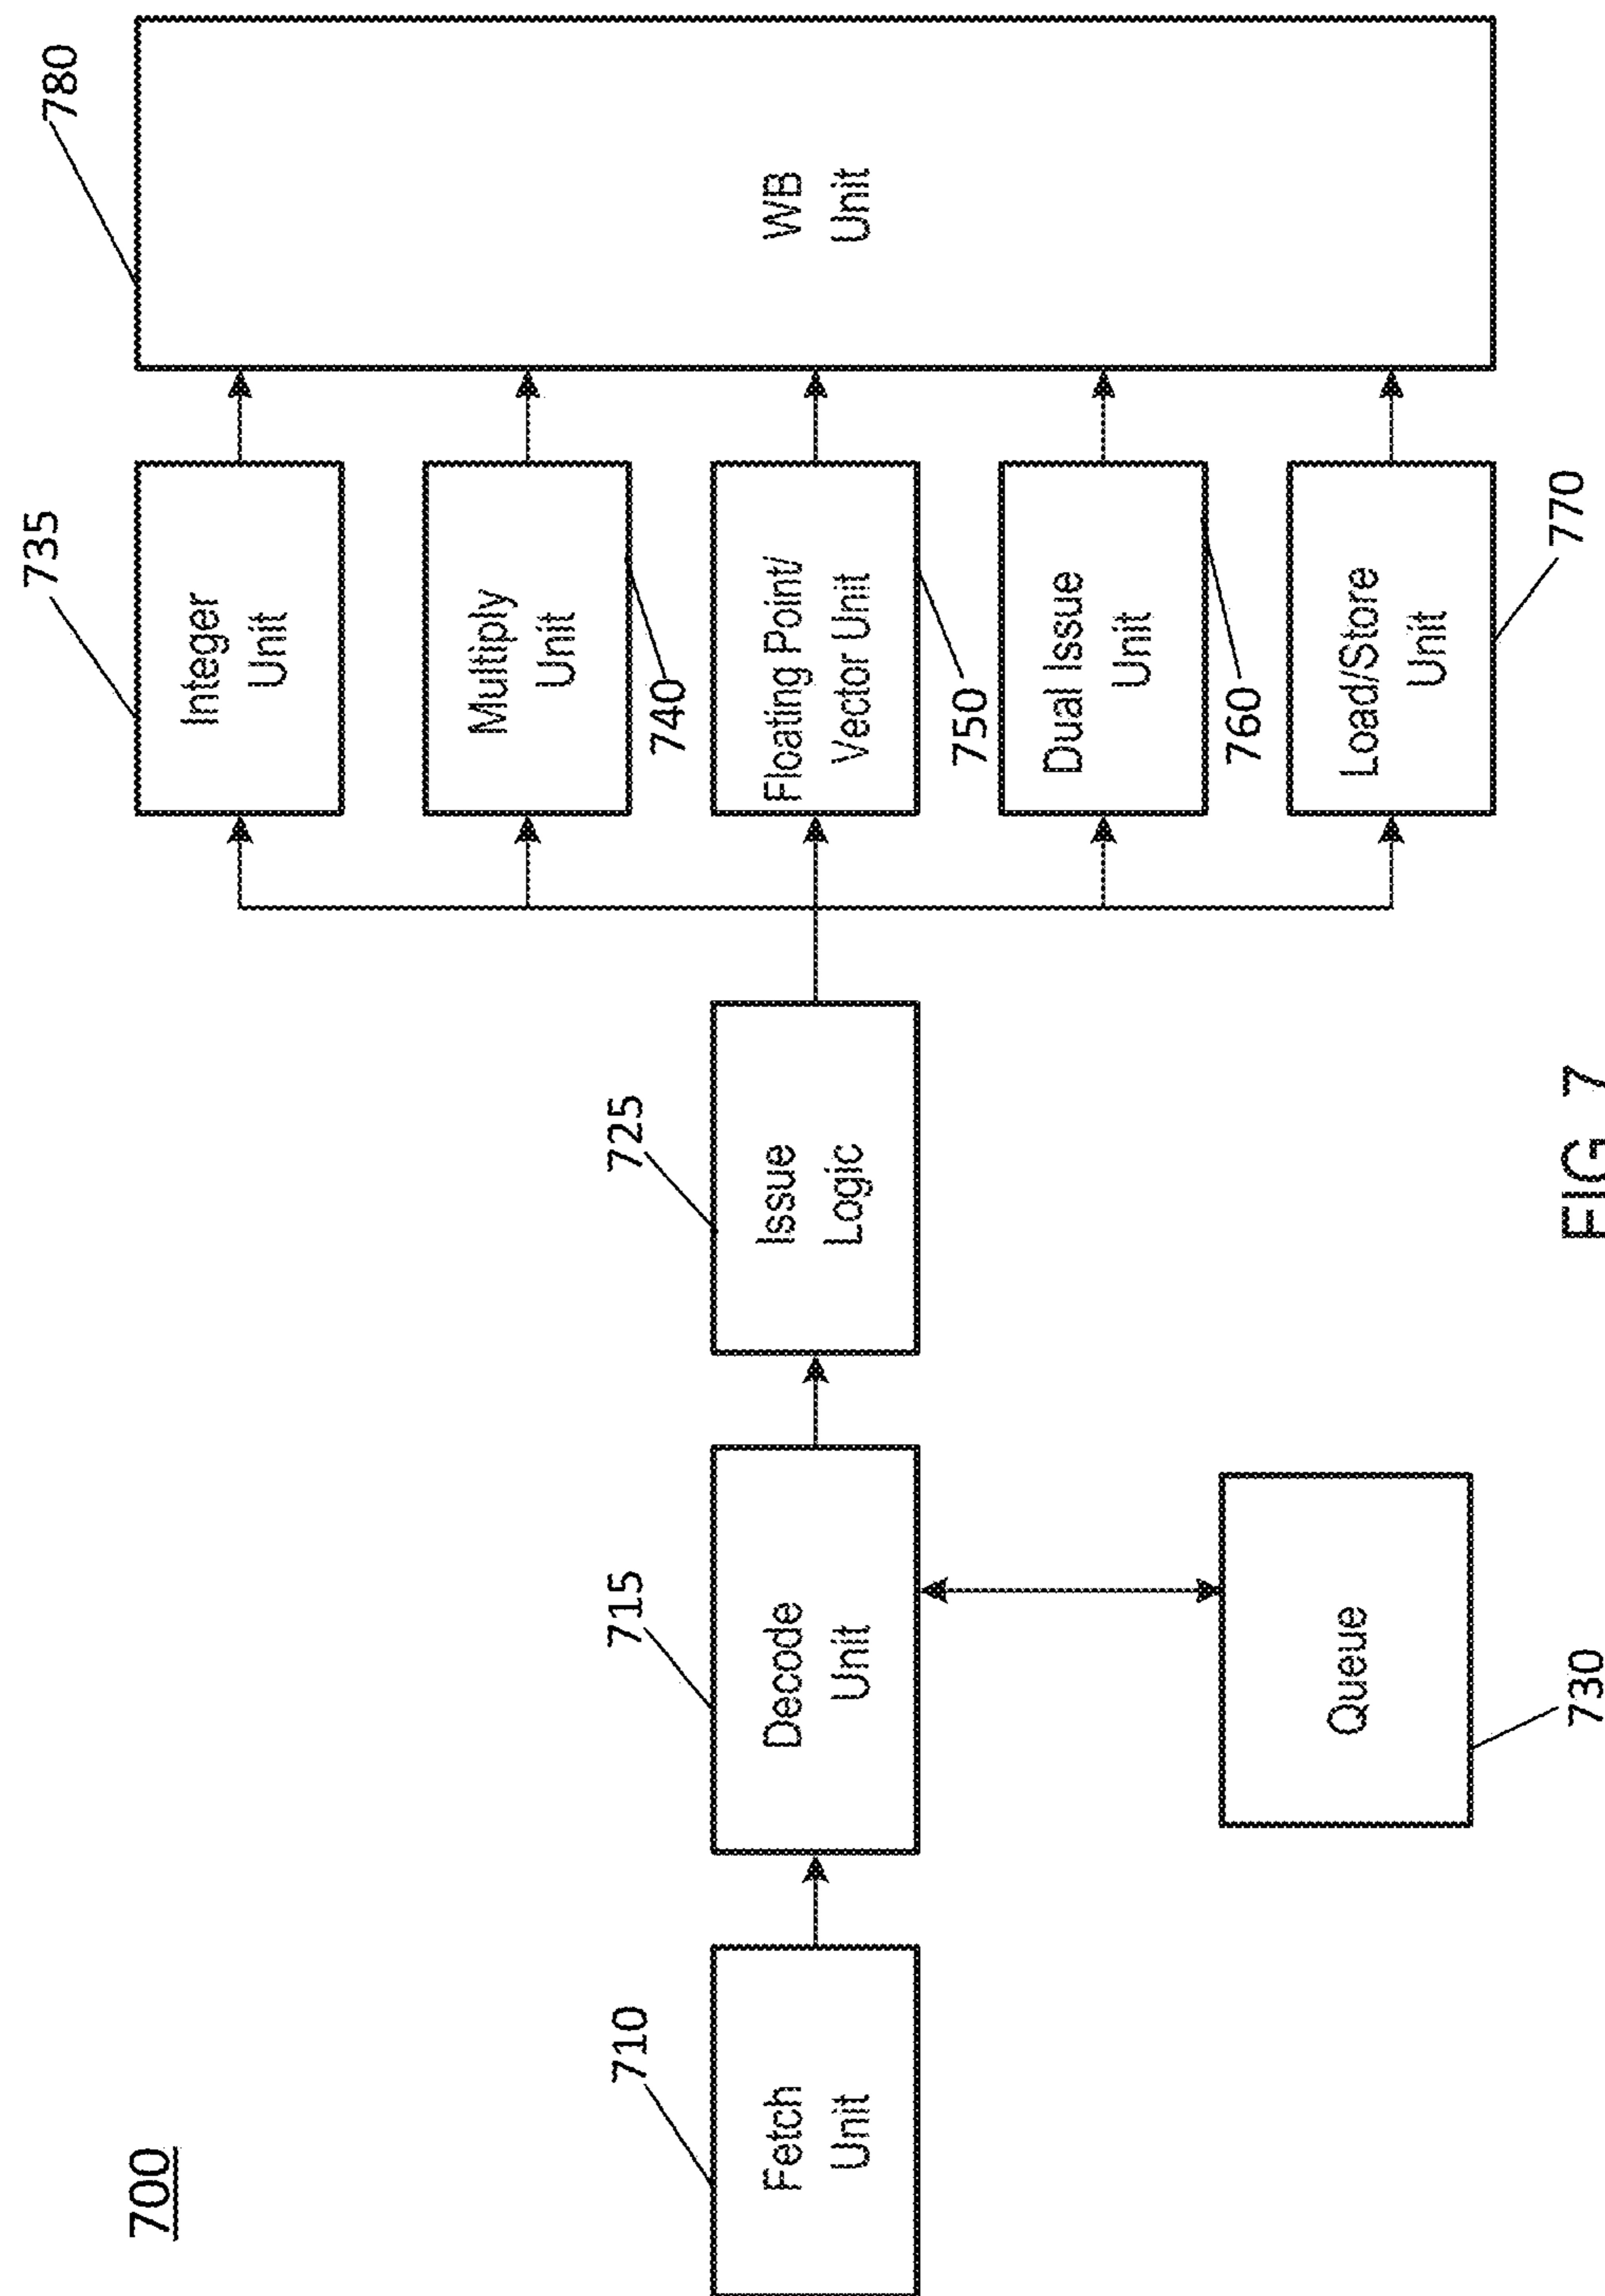 700
780
735
Integer
Unit
Multiply
Unit
740
710
Fetch
Unit
715
Decode
Unit
725
Issue
Logic
Floating Point/
Vector Unit
750
WB
Unit
Dual Issue
Unit
760
Queue
730
Load/Store
Unit
770
FIG. 7